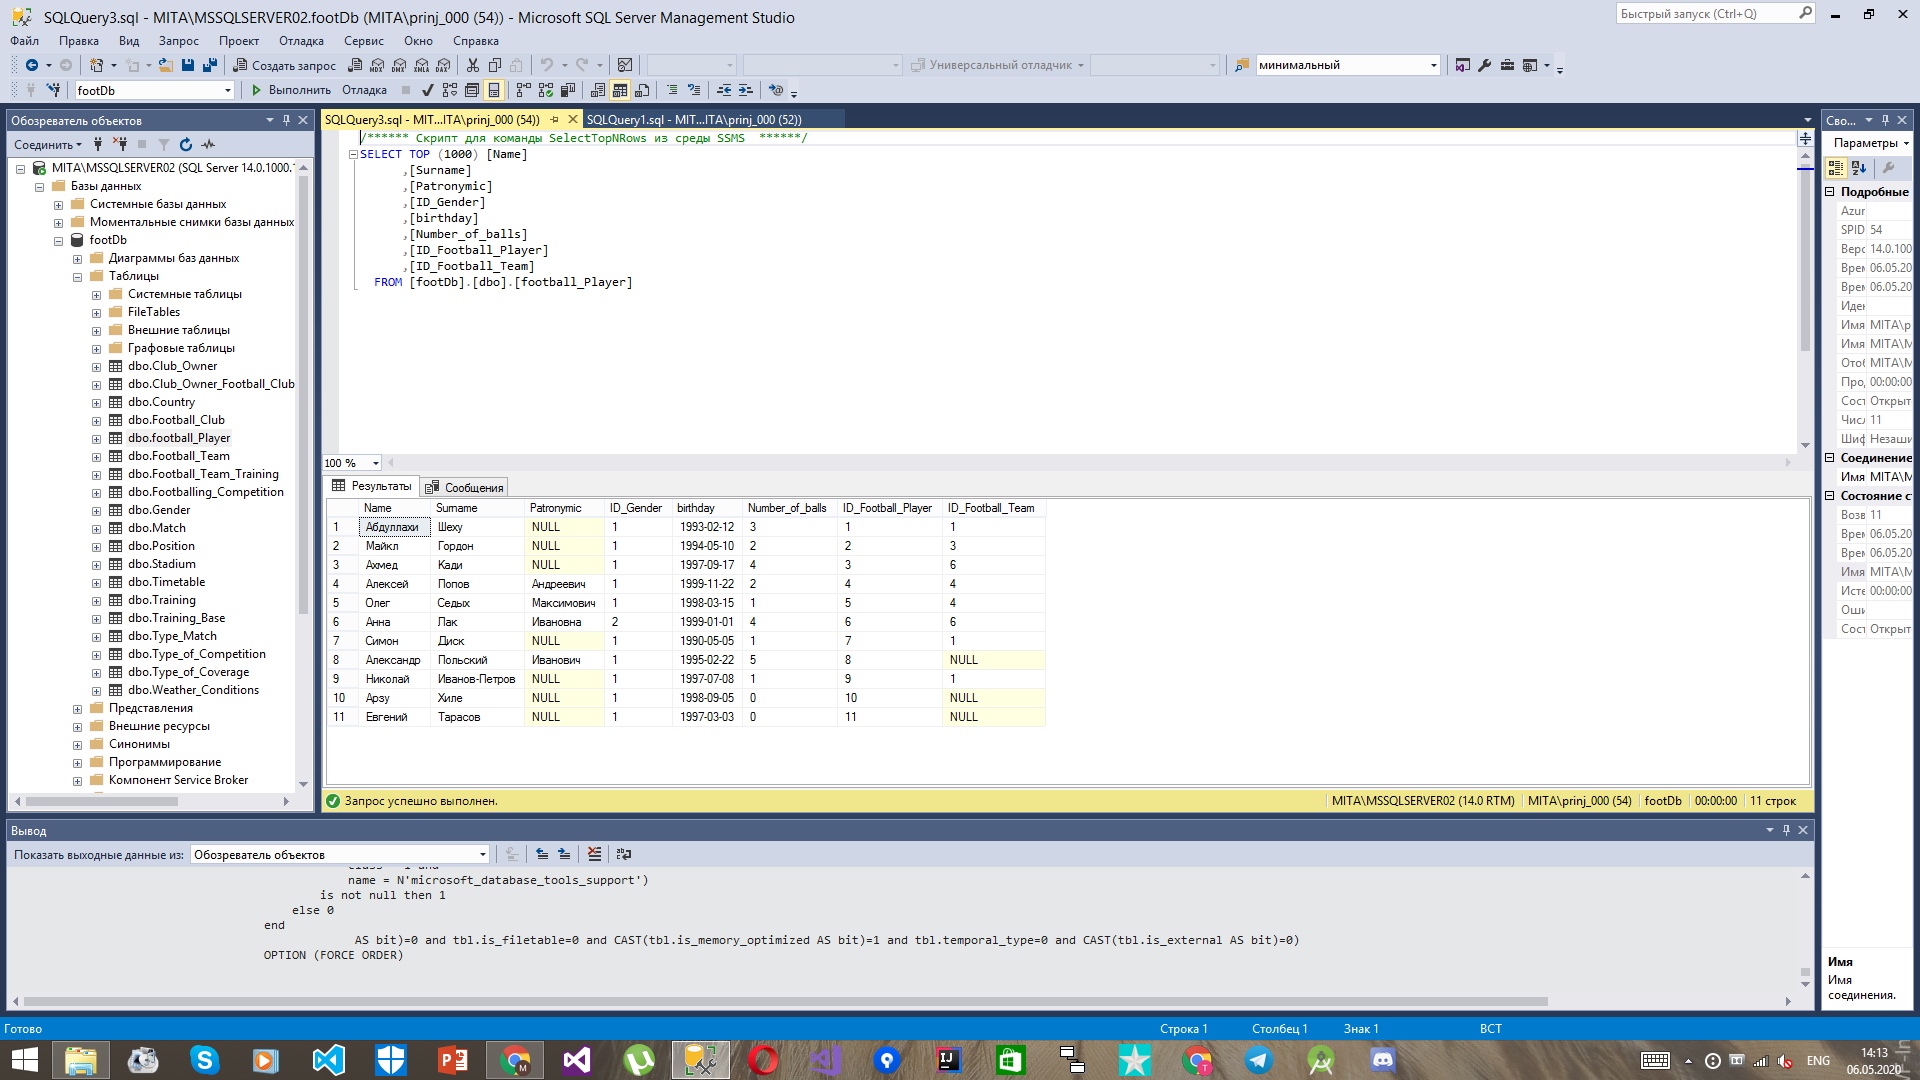 SQLQuery3.sql - MITA\MSSQLSERVER02.footDb (MITA\prinj_000 (54)) - Microsoft SQL Server Management Studio
Быстрый запуск (Ctrl+Q)
Файл Правка Вид Запрос Проект Отладка Сервис Окно Справка
Создать запрос MDX DMX XMLA DAX Универсальный отладчик минимальный
footDb Выполнить Отладка
Обозреватель объектов
Соединить
MITA\MSSQLSERVER02 (SQL Server 14.0.1000.
Базы данных
Системные базы данных
Моментальные снимки базы данных
footDb
Диаграммы баз данных
Таблицы
Системные таблицы
FileTables
Внешние таблицы
Графовые таблицы
dbo.Club_Owner
dbo.Club_Owner_Football_Club
dbo.Country
dbo.Football_Club
dbo.football_Player
dbo.Football_Team
dbo.Football_Team_Training
dbo.Footballing_Competition
dbo.Gender
dbo.Match
dbo.Position
dbo.Stadium
dbo.Timetable
dbo.Training
dbo.Training_Base
dbo.Type_Match
dbo.Type_of_Competition
dbo.Type_of_Coverage
dbo.Weather_Conditions
Представления
Внешние ресурсы
Синонимы
Программирование
Компонент Service Broker
SQLQuery3.sql - MIT...ITA\prinj_000 (54)) SQLQuery1.sql - MIT...ITA\prinj_000 (52))
/****** Скрипт для команды SelectTopNRows из среды SSMS ******/
SELECT TOP (1000) [Name]
,[Surname]
,[Patronymic]
,[ID_Gender]
,[birthday]
,[Number_of_balls]
,[ID_Football_Player]
,[ID_Football_Team]
FROM [footDb].[dbo].[football_Player]
100 %
Результаты Сообщения
Name Surname Patronymic ID_Gender birthday Number_of_balls ID_Football_Player ID_Football_Team
1 Абдуллахи Шеху NULL 1 1993-02-12 3 1 1
2 Майкл Гордон NULL 1 1994-05-10 2 2 3
3 Ахмед Кади NULL 1 1997-09-17 4 3 6
4 Алексей Попов Андреевич 1 1999-11-22 2 4 4
5 Олег Седых Максимович 1 1998-03-15 1 5 4
6 Анна Лак Ивановна 2 1999-01-01 4 6 6
7 Симон Диск NULL 1 1990-05-05 1 7 1
8 Александр Польский Иванович 1 1995-02-22 5 8 NULL
9 Николай Иванов-Петров NULL 1 1997-07-08 1 9 1
10 Арзу Хиле NULL 1 1998-09-05 0 10 NULL
11 Евгений Тарасов NULL 1 1997-03-03 0 11 NULL
Запрос успешно выполнен. MITA\MSSQLSERVER02 (14.0 RTM) MITA\prinj_000 (54) footDb 00:00:00 11 строк
Сво...
Параметры
Подробные
Azur
SPID 54
Верс 14.0.100
Врем 06.05.20
Врем 06.05.20
Иден
Имя MITA\p
Имя MITA\M
Отоб MITA\M
Про, 00:00:00
Сост Открыт
Числ 11
Шиф Незаши
Соединение
Имя MITA\M
Состояние с
Возв 11
Врем 06.05.20
Врем 06.05.20
Имя MITA\M
Исте 00:00:00
Оши
Сост Открыт
Имя
Имя
соединения.
Вывод
Показать выходные данные из: Обозреватель объектов
name = N'microsoft_database_tools_support')
is not null then 1
else 0
end
AS bit)=0 and tbl.is_filetable=0 and CAST(tbl.is_memory_optimized AS bit)=1 and tbl.temporal_type=0 and CAST(tbl.is_external AS bit)=0)
OPTION (FORCE ORDER)
Готово Строка 1 Столбец 1 Знак 1 ВСТ
ENG
14:13
06.05.2020